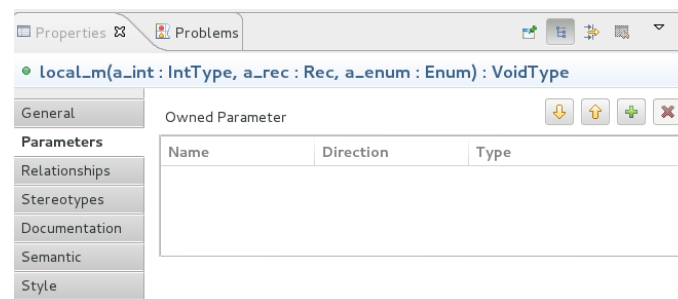 Properties Problems
local_m(a_int : IntType, a_rec : Rec, a_enum : Enum) : VoidType
General
Parameters
Relationships
Stereotypes
Documentation
Semantic
Style
Owned Parameter
Name Direction Type